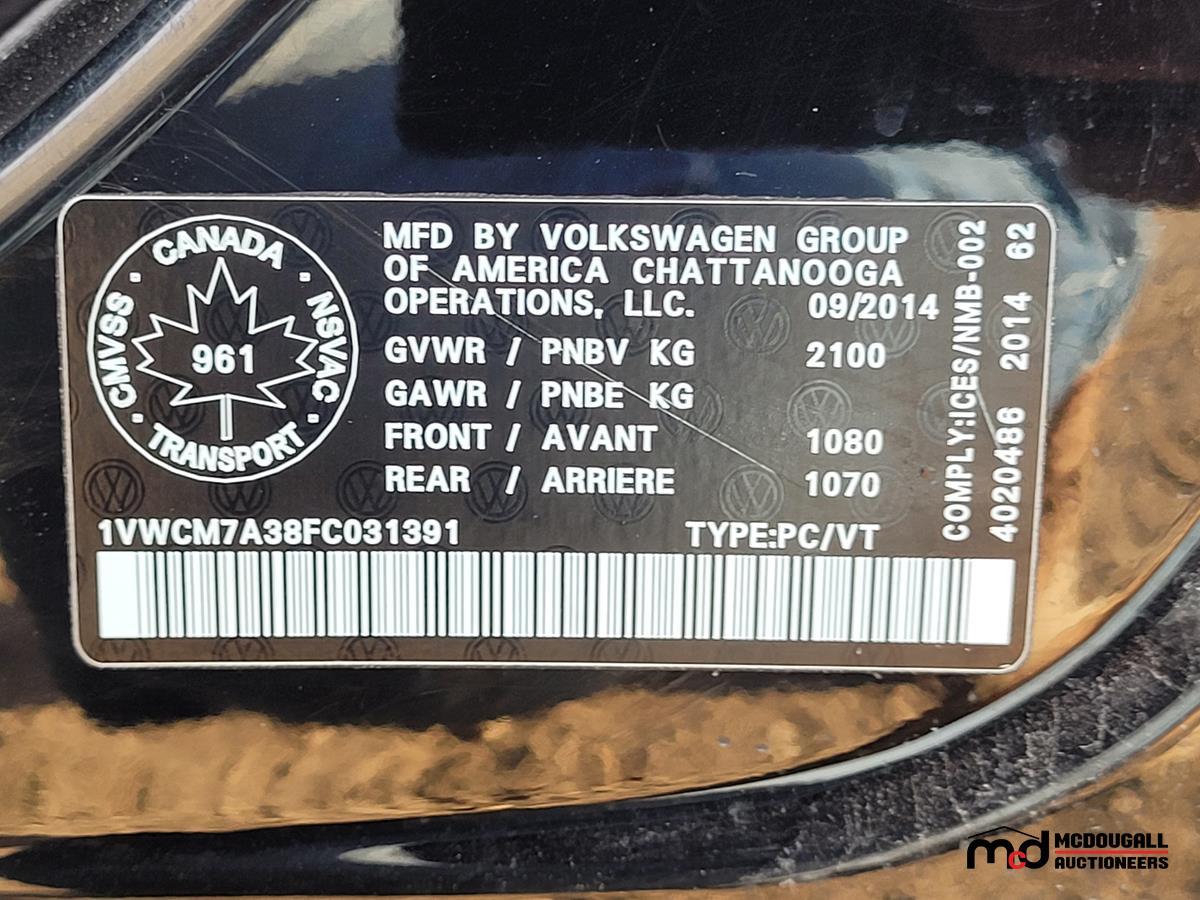 CANADA
CMVSS
961
NSVAC
TRANSPORT
MFD BY VOLKSWAGEN GROUP
OF AMERICA CHATTANOOGA
OPERATIONS, LLC. 09/2014
GVWR / PNBV KG 2100
GAWR / PNBE KG
FRONT / AVANT 1080
REAR / ARRIERE 1070
1VWCM7A38FC031391 TYPE:PC/VT
COMPLY:ICES/NMB-002
4020486 2014 62
mcd MCDOUGALL
AUCTIONEERS